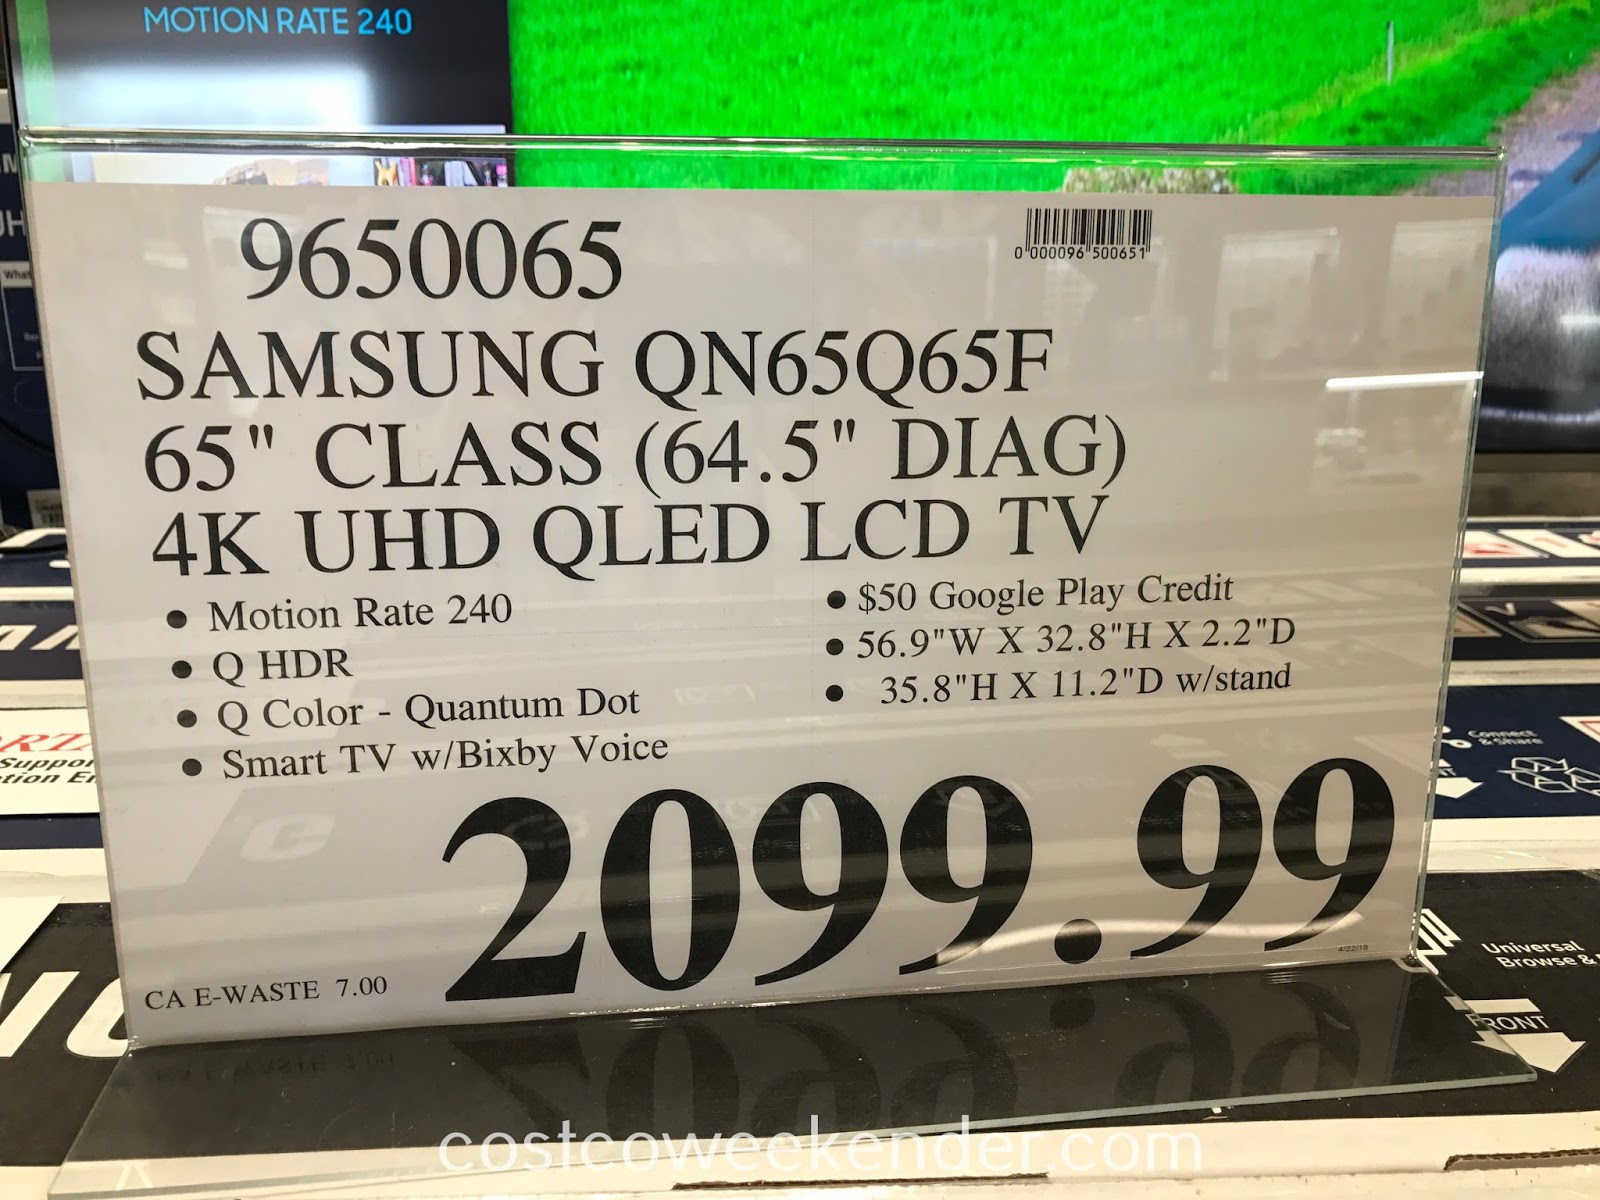 MOTION RATE 240
9650065
0 000096 500651
SAMSUNG QN65Q65F
65" CLASS (64.5" DIAG)
4K UHD QLED LCD TV
• Motion Rate 240
• Q HDR
• Q Color - Quantum Dot
• Smart TV w/Bixby Voice
• $50 Google Play Credit
• 56.9"W X 32.8"H X 2.2"D
• 35.8"H X 11.2"D w/stand
2099.99
4/22/18
CA E-WASTE 7.00
Connect
& Share
Universal
Browse &
FRONT
costcoweekender.com